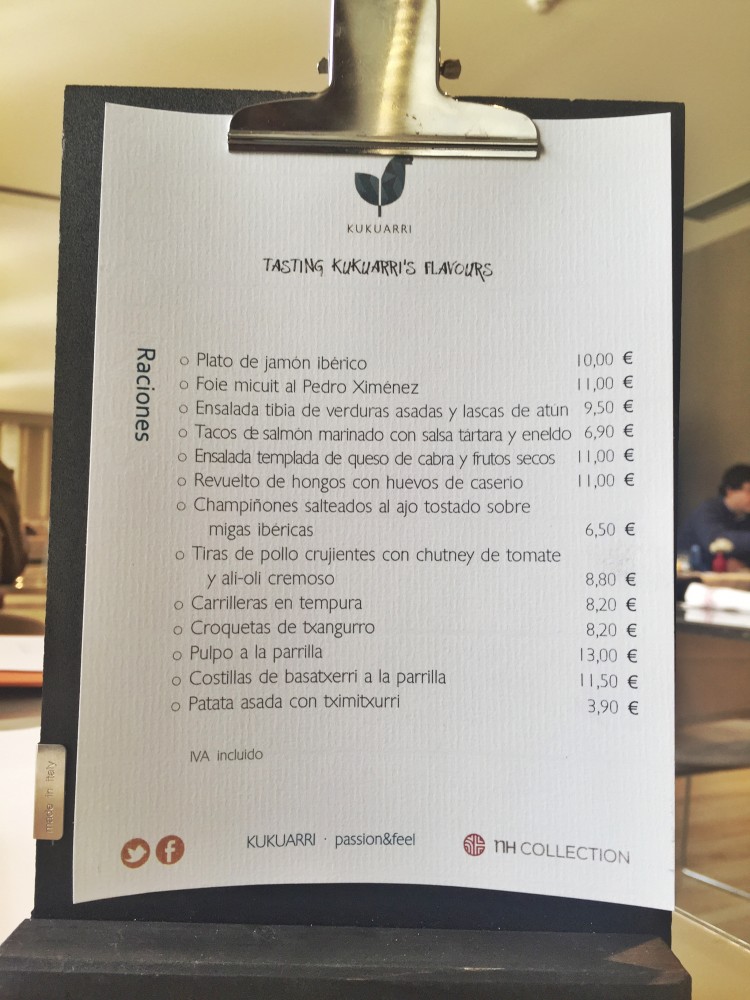 KUKUARRI
TASTING KUKUARRI'S FLAVOURS
Raciones
Plato de jamón ibérico 10,00 €
Foie micuit al Pedro Ximénez 11,00 €
Ensalada tibia de verduras asadas y lascas de atún 9,50 €
Tacos de salmón marinado con salsa tártara y eneldo 6,90 €
Ensalada templada de queso de cabra y frutos secos 11,00 €
Revuelto de hongos con huevos de caserio 11,00 €
Champiñones salteados al ajo tostado sobre
migas ibéricas 6,50 €
Tiras de pollo crujientes con chutney de tomate
y ali-oli cremoso 8,80 €
Carrilleras en tempura 8,20 €
Croquetas de txangurro 8,20 €
Pulpo a la parrilla 13,00 €
Costillas de basatxerri a la parrilla 11,50 €
Patata asada con tximitxurri 3,90 €
IVA incluido
made in italy
KUKUARRI · passion&feel
NH COLLECTION